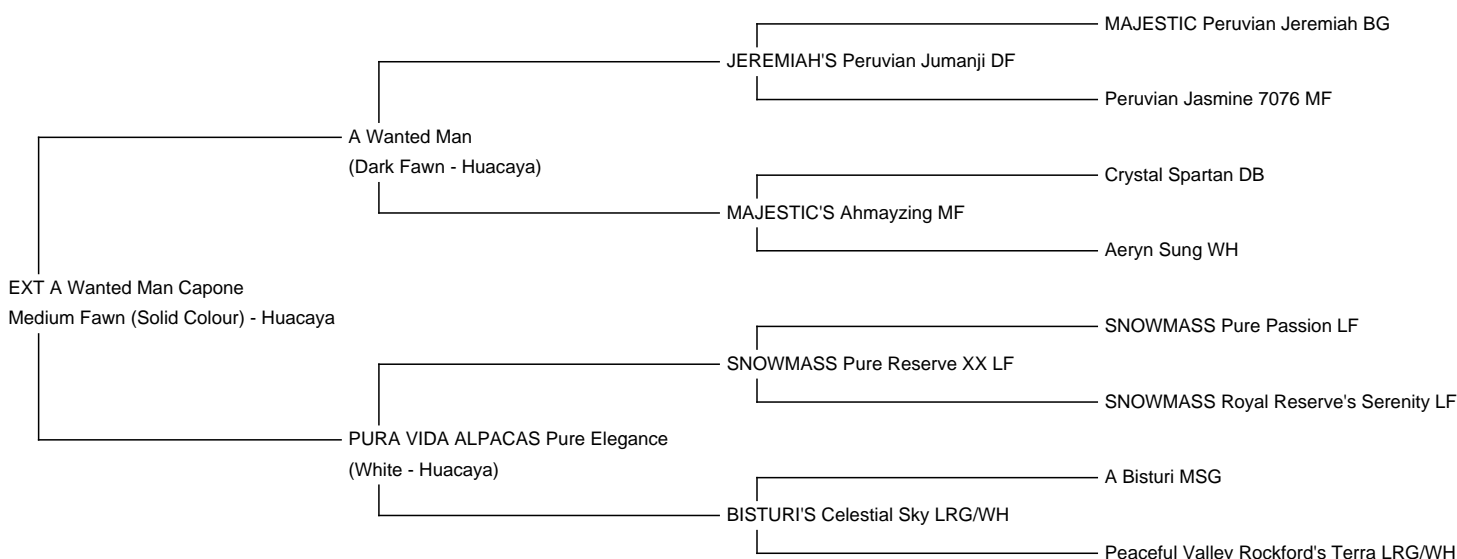 MAJESTIC Peruvian Jeremiah BG
JEREMIAH'S Peruvian Jumanji DF
Peruvian Jasmine 7076 MF
A Wanted Man
(Dark Fawn - Huacaya)
Crystal Spartan DB
MAJESTIC'S Ahmayzing MF
Aeryn Sung WH
EXT A Wanted Man Capone
Medium Fawn (Solid Colour) - Huacaya
SNOWMASS Pure Passion LF
SNOWMASS Pure Reserve XX LF
SNOWMASS Royal Reserve's Serenity LF
PURA VIDA ALPACAS Pure Elegance
(White - Huacaya)
A Bisturi MSG
BISTURI'S Celestial Sky LRG/WH
Peaceful Valley Rockford's Terra LRG/WH